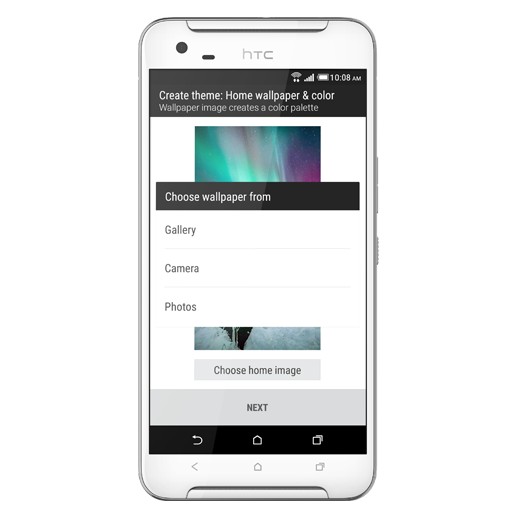 hTC
10:08 AM
Create theme: Home wallpaper & color
Wallpaper image creates a color palette
Choose wallpaper from
Gallery
Camera
Photos
Choose home image
NEXT